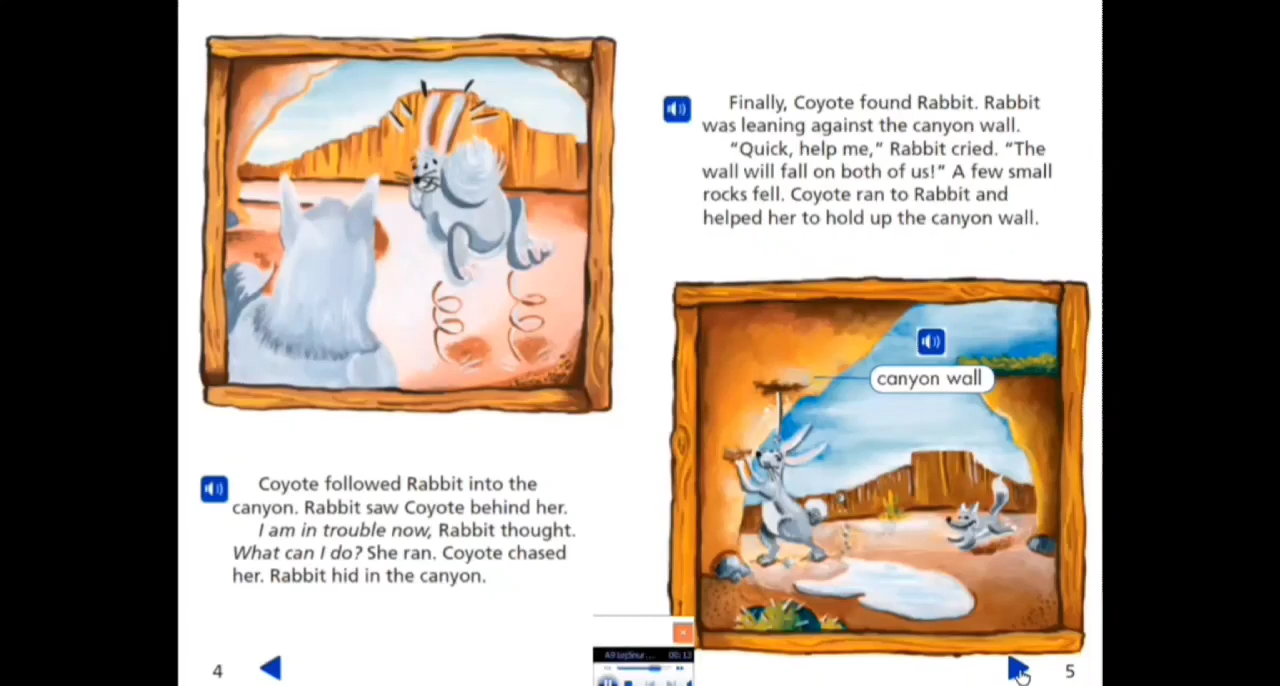 Coyote followed Rabbit into the
canyon. Rabbit saw Coyote behind her.
I am in trouble now, Rabbit thought.
What can I do? She ran. Coyote chased
her. Rabbit hid in the canyon.
4
Finally, Coyote found Rabbit. Rabbit
was leaning against the canyon wall.
“Quick, help me,” Rabbit cried. “The
wall will fall on both of us!” A few small
rocks fell. Coyote ran to Rabbit and
helped her to hold up the canyon wall.
canyon wall
5